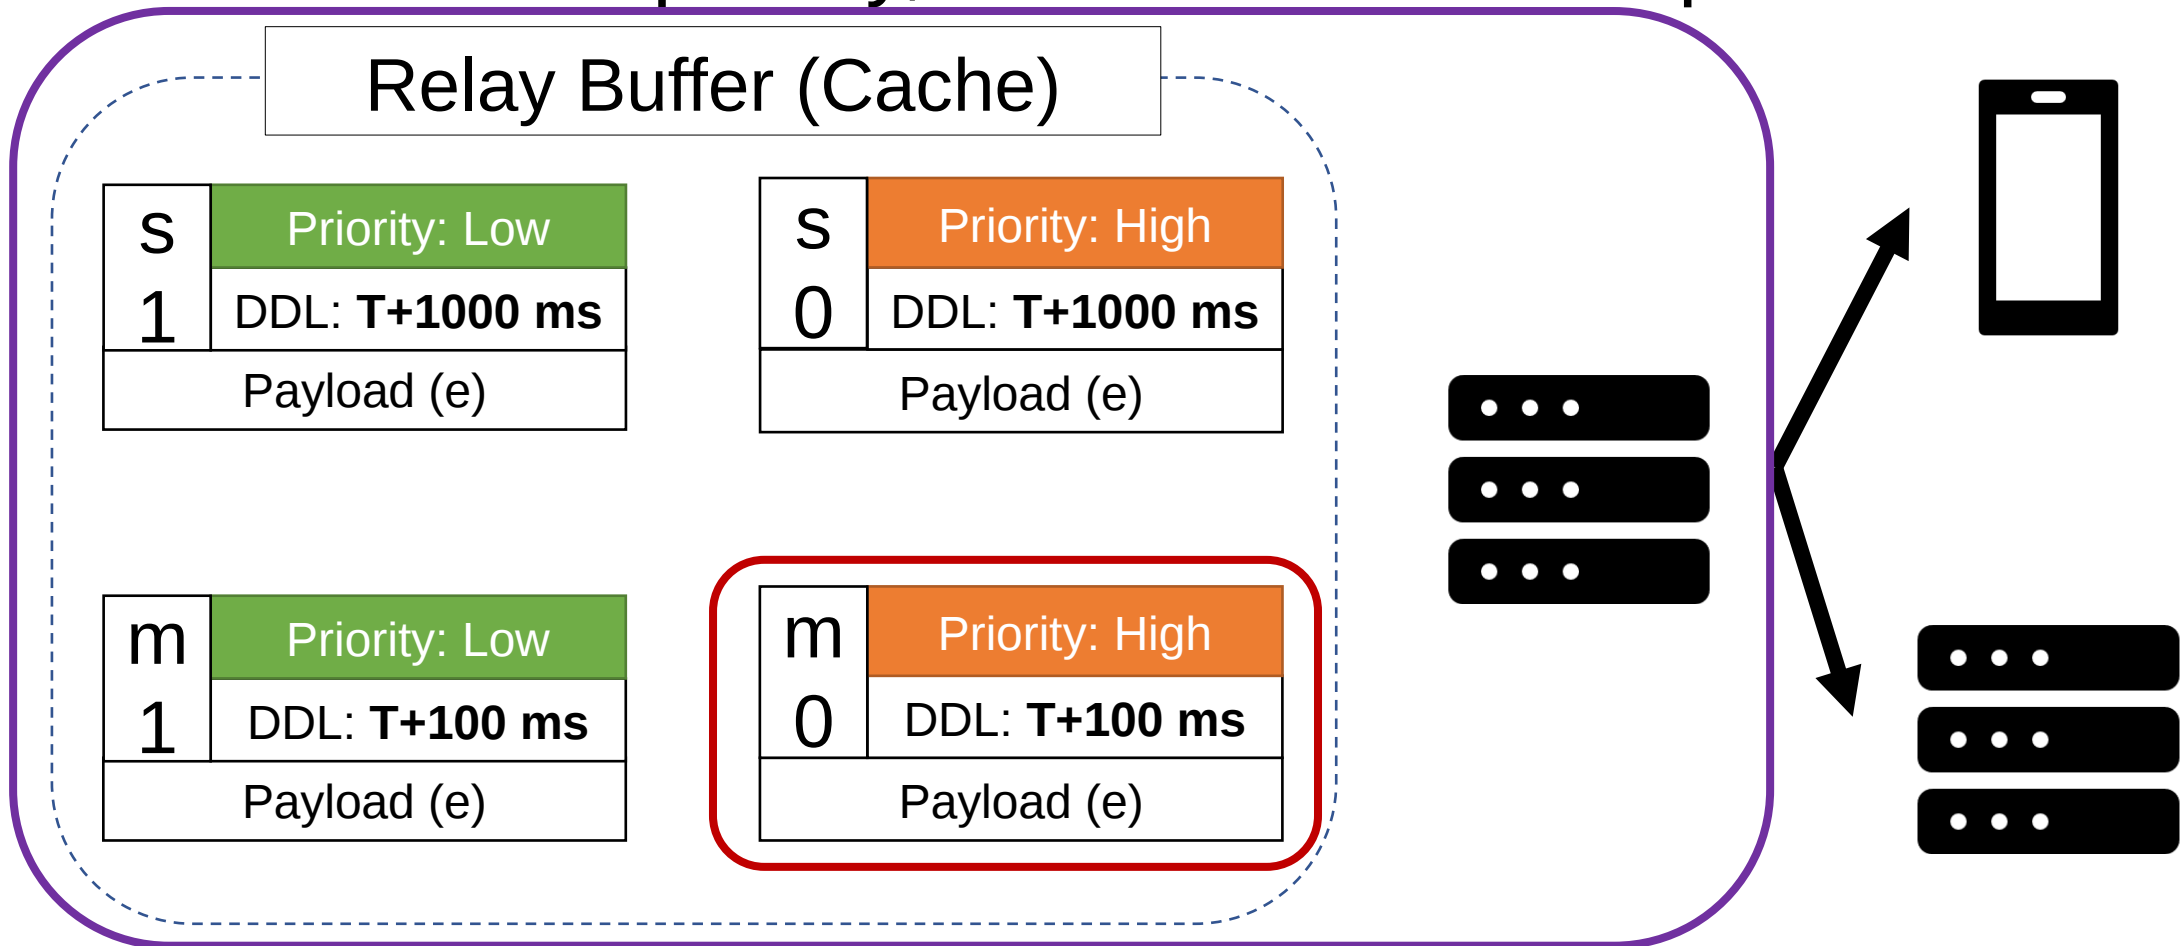 Relay Buffer (Cache)
s
1
Priority: Low
DDL: T+1000 ms
Payload (e)
s
0
Priority: High
DDL: T+1000 ms
Payload (e)
m
1
Priority: Low
DDL: T+100 ms
Payload (e)
m
0
Priority: High
DDL: T+100 ms
Payload (e)